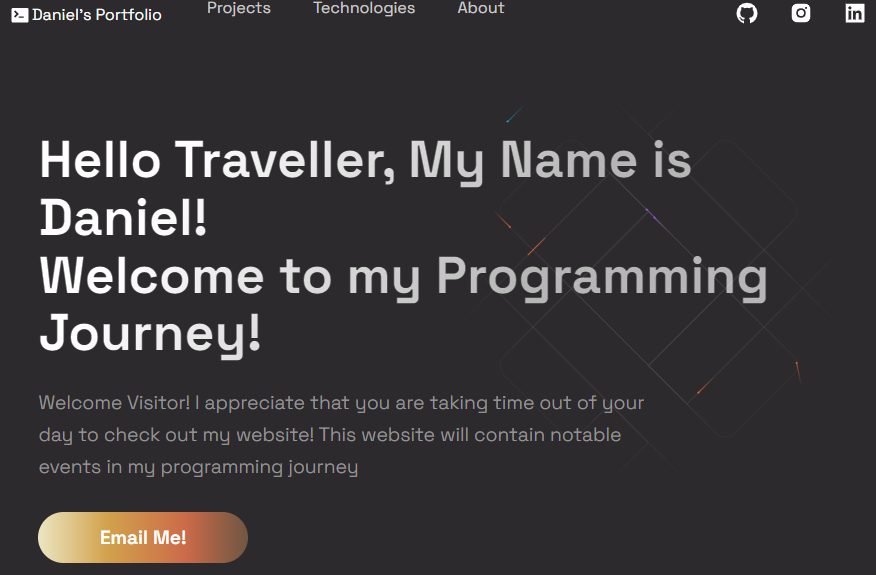 Daniel's Portfolio
Projects
Technologies
About
Hello Traveller, My Name is
Daniel!
Welcome to my Programming
Journey!
Welcome Visitor! I appreciate that you are taking time out of your
day to check out my website! This website will contain notable
events in my programming journey
Email Me!